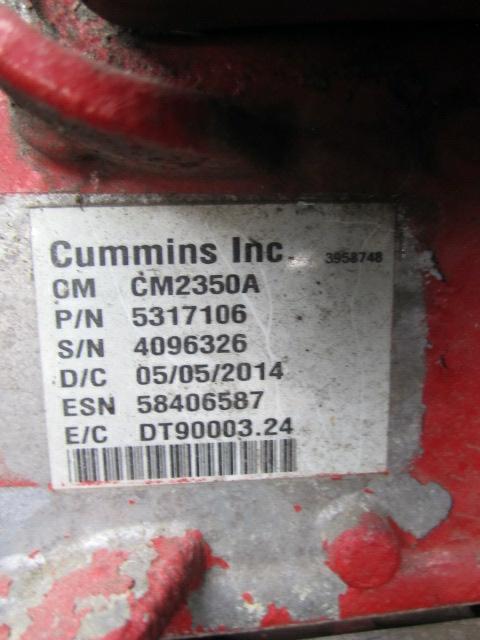 Cummins Inc. 3958748
CM CM2350A
P/N 5317106
S/N 4096326
D/C 05/05/2014
ESN 58406587
E/C DT90003.24